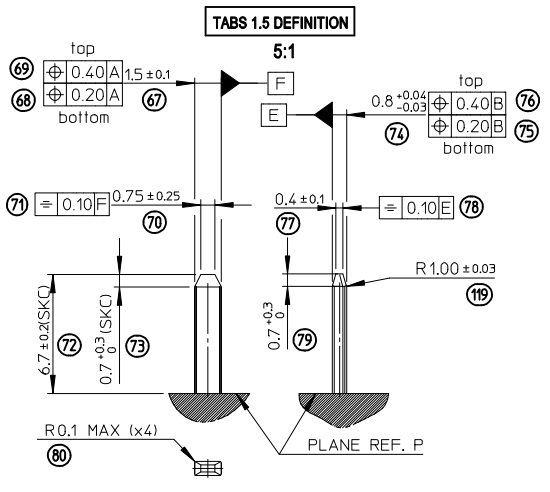 TABS 1.5 DEFINITION
5:1
top
69 ⌖ 0.40 A 1.5 ±0.1
68 ⌖ 0.20 A 67
bottom
F
E
top
0.8 +0.04 -0.03 ⌖ 0.40 B 76
74 ⌖ 0.20 B 75
bottom
71 ⌯ 0.10 F 0.75 ±0.25
70
0.4 ±0.1 ⌯ 0.10 E 78
77
R1.00 ±0.03
119
6.7 ±0.2(SKC) 72
0.7 +0.3 0 (SKC) 73
0.7 +0.3 0 79
R0.1 MAX (x4)
80
PLANE REF. P